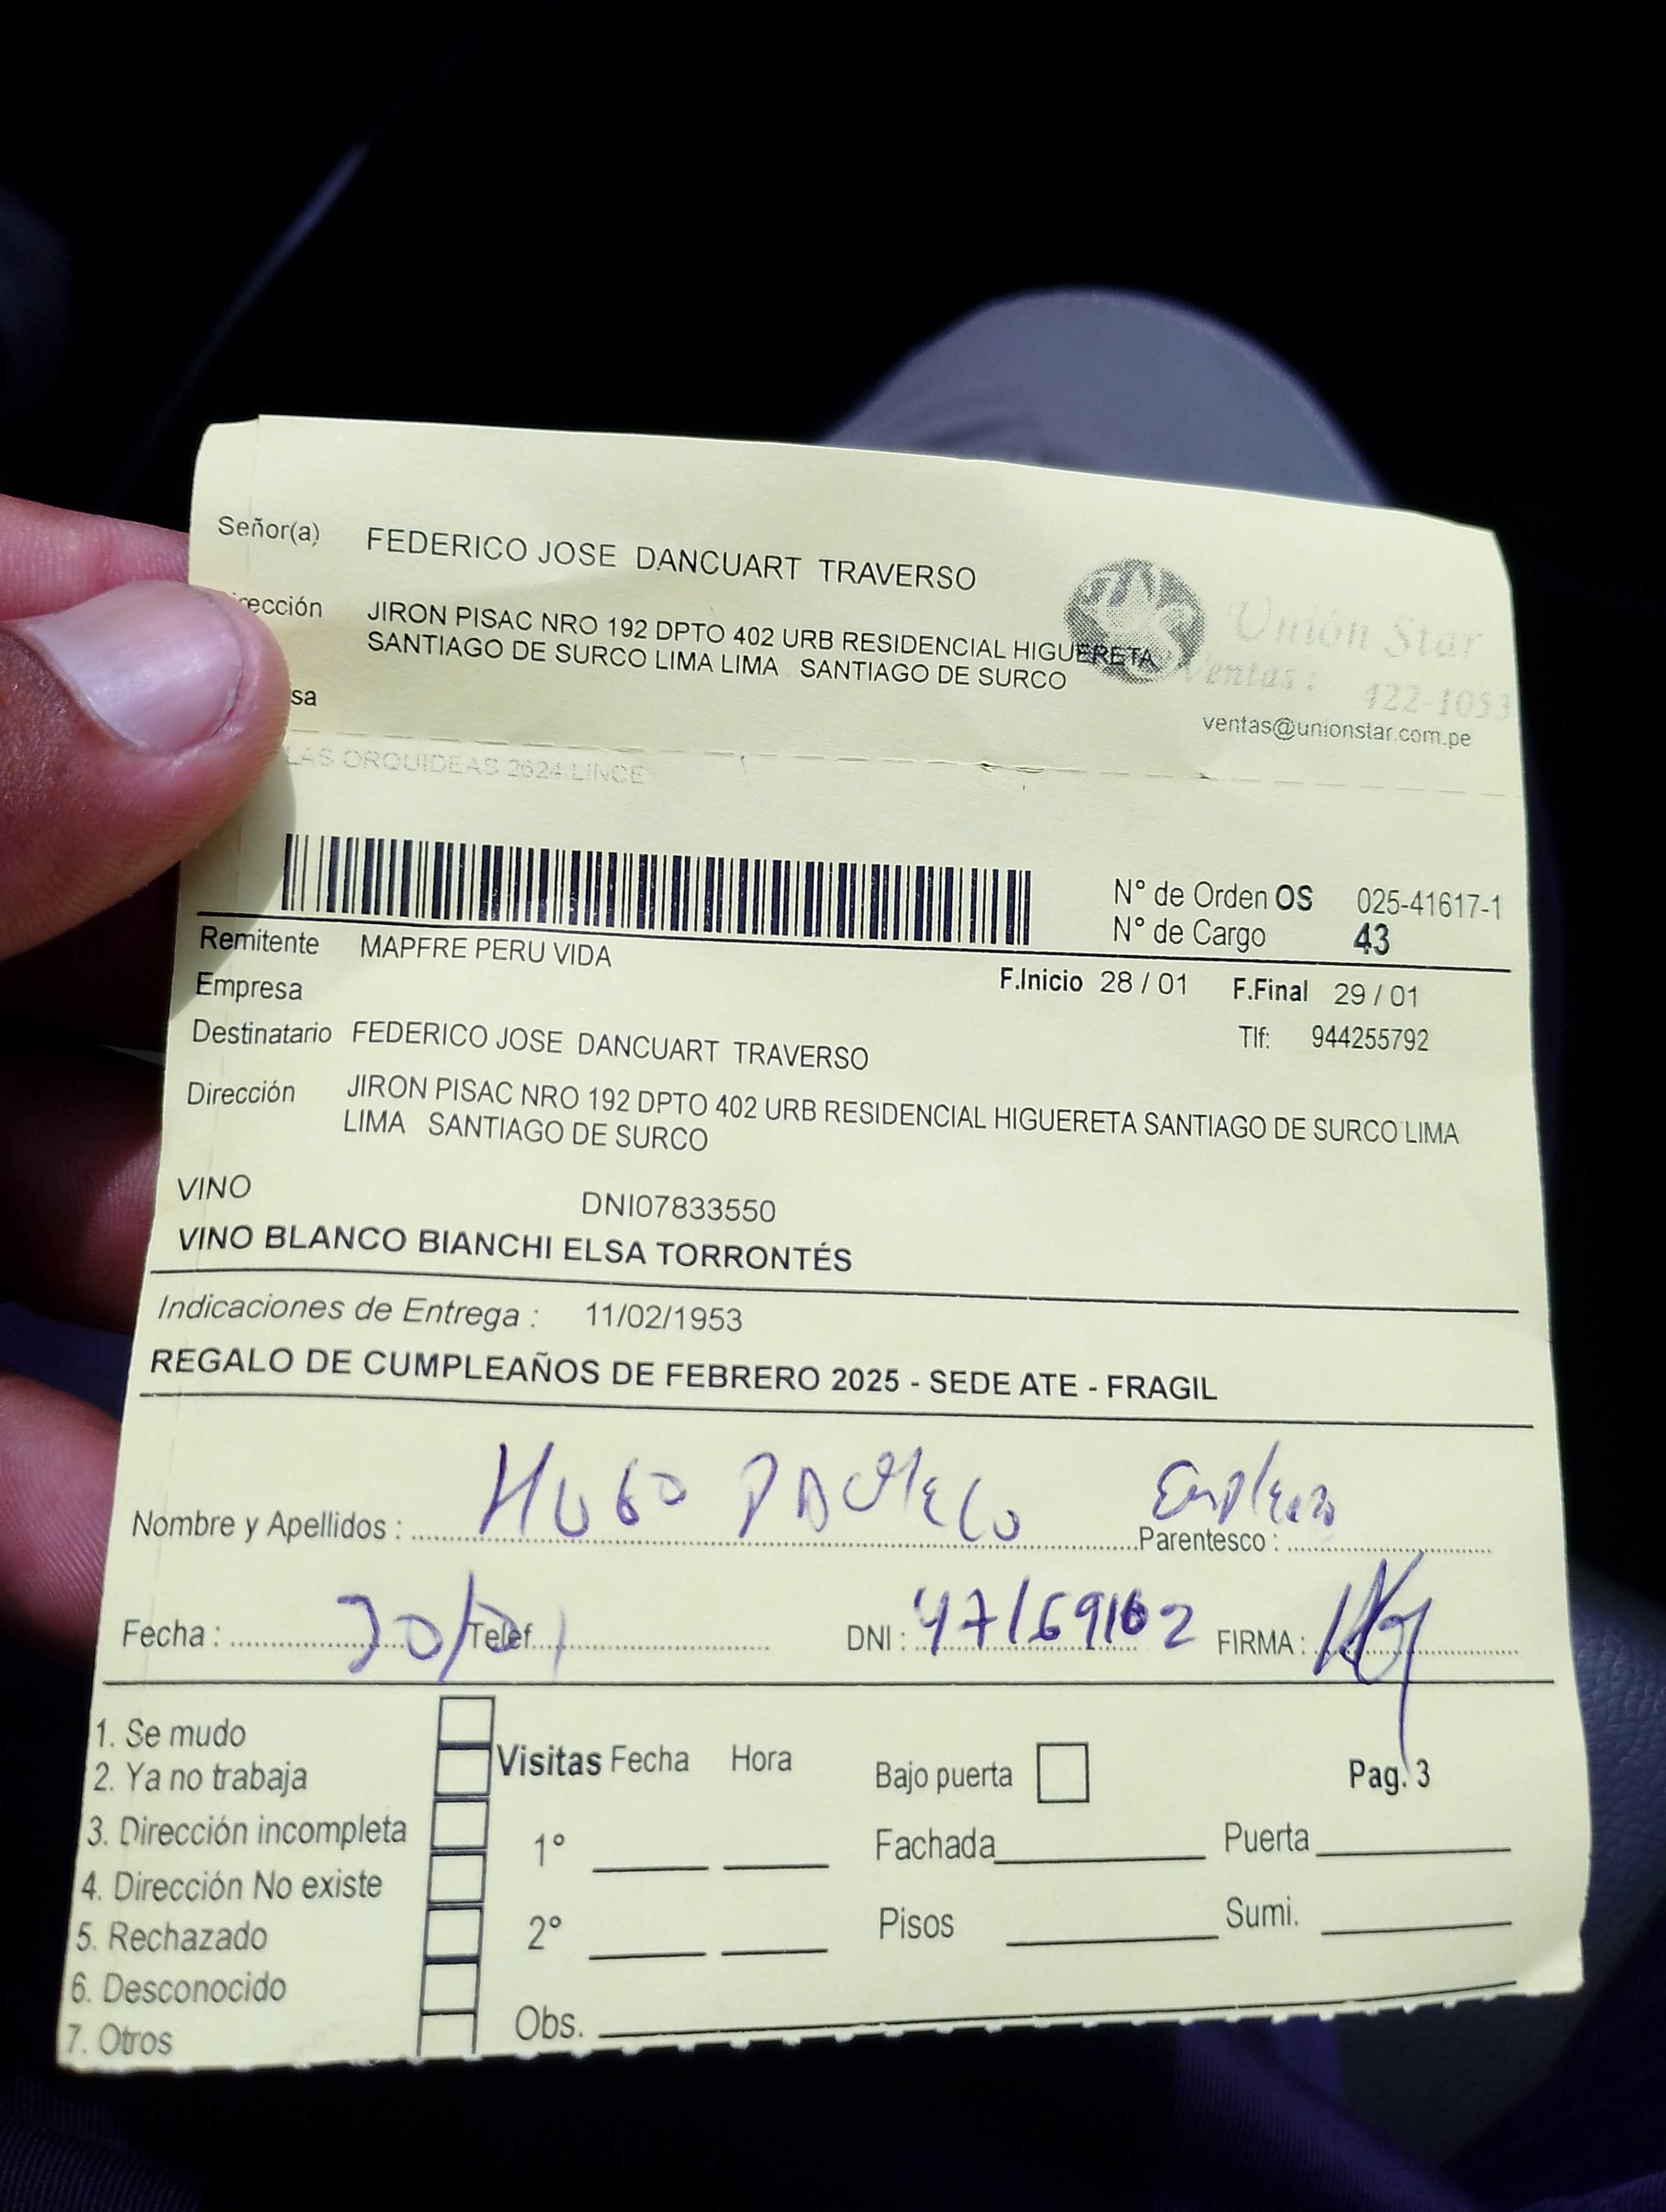 Señor(a) FEDERICO JOSE DANCUART TRAVERSO
rección JIRON PISAC NRO 192 DPTO 402 URB RESIDENCIAL HIGUERETA
SANTIAGO DE SURCO LIMA LIMA SANTIAGO DE SURCO
sa
Unión Star
Ventas : 422-1053
ventas@unionstar.com.pe
LAS ORQUIDEAS 2624 LINCE
N° de Orden OS 025-41617-1
N° de Cargo 43
Remitente MAPFRE PERU VIDA
F.Inicio 28 / 01 F.Final 29 / 01
Empresa
Tlf: 944255792
Destinatario FEDERICO JOSE DANCUART TRAVERSO
Dirección JIRON PISAC NRO 192 DPTO 402 URB RESIDENCIAL HIGUERETA SANTIAGO DE SURCO LIMA
LIMA SANTIAGO DE SURCO
VINO DNI07833550
VINO BLANCO BIANCHI ELSA TORRONTÉS
Indicaciones de Entrega : 11/02/1953
REGALO DE CUMPLEAÑOS DE FEBRERO 2025 - SEDE ATE - FRAGIL
Nombre y Apellidos : HUGO PACHECO Parentesco :
Fecha : 30/01 Telef. DNI : 47169102 FIRMA :
1. Se mudo
2. Ya no trabaja
3. Dirección incompleta
4. Dirección No existe
5. Rechazado
6. Desconocido
7. Otros
Visitas Fecha Hora
1°
2°
Obs.
Bajo puerta Pag. 3
Fachada Puerta
Pisos Sumi.